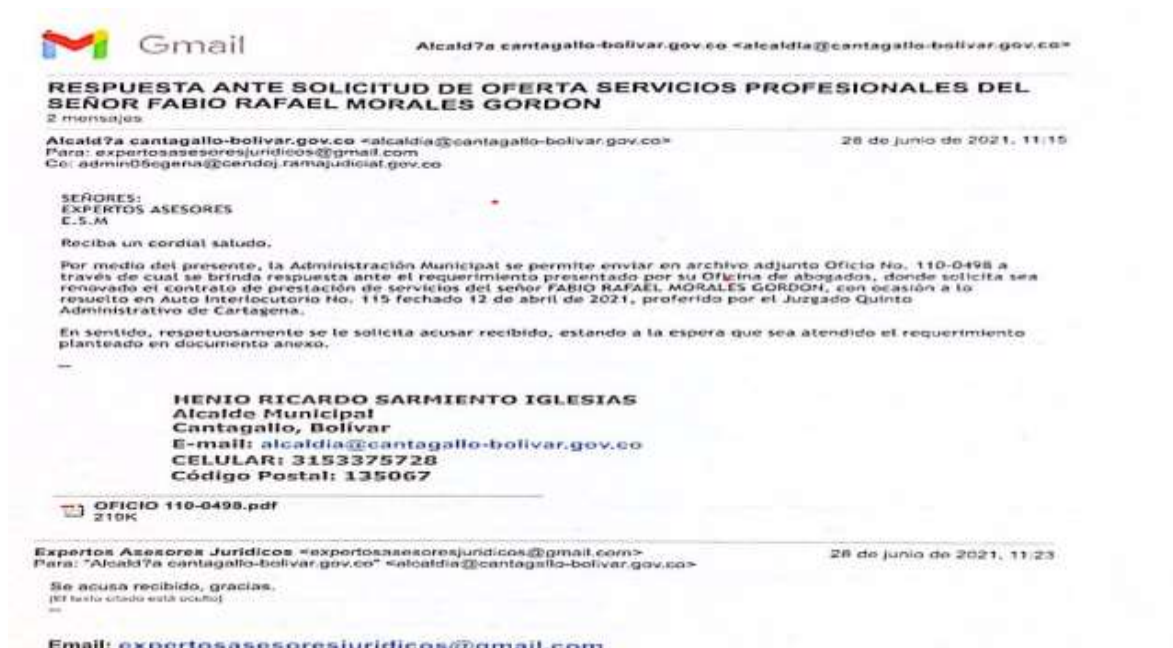 Gmail
Alcald?a cantagallo-bolivar.gov.co <alcaldia@cantagallo-bolivar.gov.co>
RESPUESTA ANTE SOLICITUD DE OFERTA SERVICIOS PROFESIONALES DEL
SEÑOR FABIO RAFAEL MORALES GORDON
2 mensajes
Alcald?a cantagallo-bolivar.gov.co <alcaldia@cantagallo-bolivar.gov.co>
28 de junio de 2021, 11:15
Para: expertosasesoresjuridicos@gmail.com
Cc: admin05cgena@cendoj.ramajudicial.gov.co
SEÑORES:
EXPERTOS ASESORES
E.S.M
Reciba un cordial saludo.
Por medio del presente, la Administración Municipal se permite enviar en archivo adjunto Oficio No. 110-0498 a
través de cual se brinda respuesta ante el requerimiento presentado por su Oficina de abogados, donde solicita sea
renovado el contrato de prestación de servicios del señor FABIO RAFAEL MORALES GORDON, con ocasión a lo
resuelto en Auto Interlocutorio No. 115 fechado 12 de abril de 2021, proferido por el Juzgado Quinto
Administrativo de Cartagena.
En sentido, respetuosamente se le solicita acusar recibido, estando a la espera que sea atendido el requerimiento
planteado en documento anexo.
--
HENIO RICARDO SARMIENTO IGLESIAS
Alcalde Municipal
Cantagallo, Bolívar
E-mail: alcaldia@cantagallo-bolivar.gov.co
CELULAR: 3153375728
Código Postal: 135067
OFICIO 110-0498.pdf
210K
Expertos Asesores Juridicos <expertosasesoresjuridicos@gmail.com>
28 de junio de 2021, 11:23
Para: "Alcald?a cantagallo-bolivar.gov.co" <alcaldia@cantagallo-bolivar.gov.co>
Se acusa recibido, gracias.
[El texto citado está oculto]
--
Email: expertosasesoresjuridicos@gmail.com